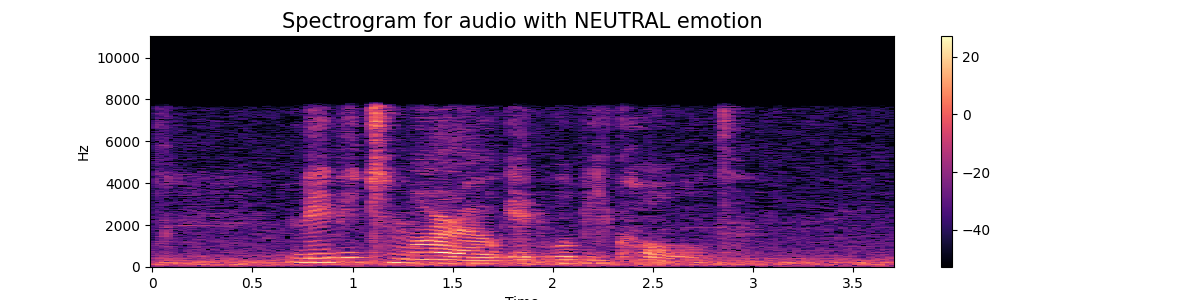 Spectrogram for audio with NEUTRAL emotion
10000
8000
6000
4000
2000
0
Hz
0 0.5 1 1.5 2 2.5 3 3.5
Time
20
0
−20
−40